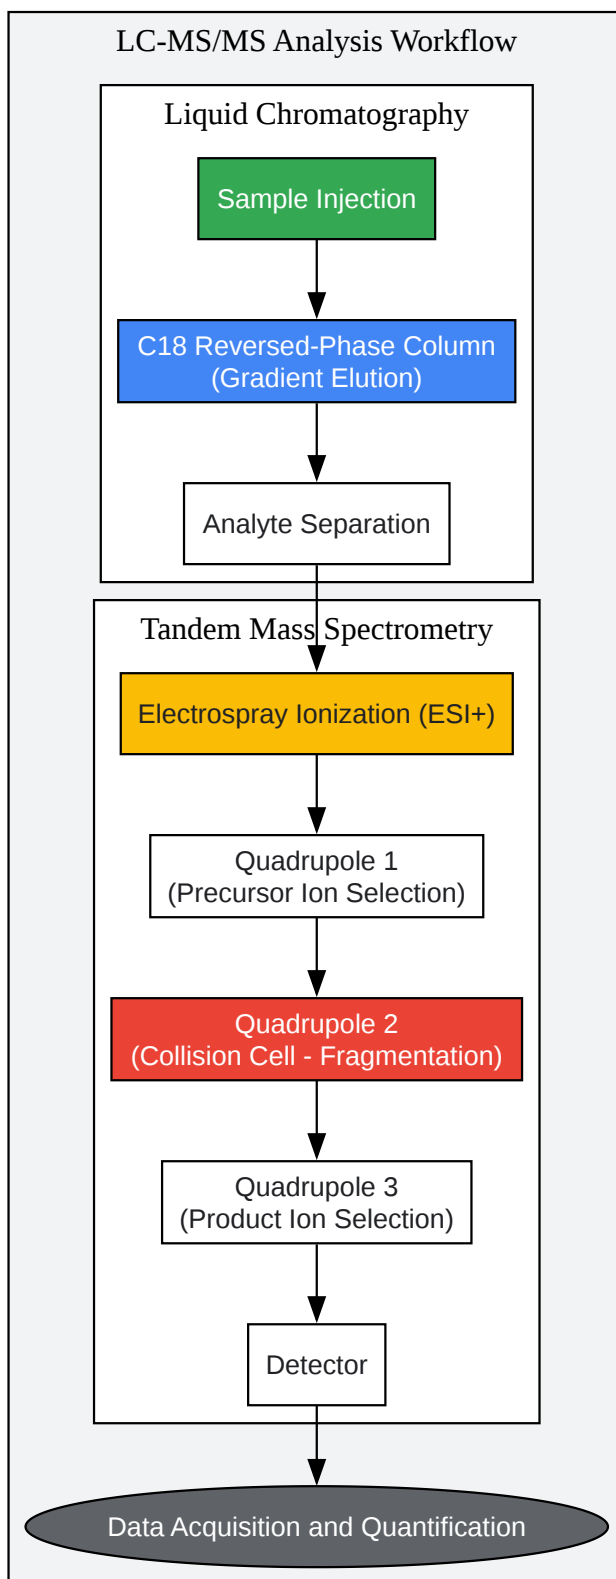 LC-MS/MS Analysis Workflow
Liquid Chromatography
Sample Injection
C18 Reversed-Phase Column
(Gradient Elution)
Analyte Separation
Tandem Mass Spectrometry
Electrospray Ionization (ESI+)
Quadrupole 1
(Precursor Ion Selection)
Quadrupole 2
(Collision Cell - Fragmentation)
Quadrupole 3
(Product Ion Selection)
Detector
Data Acquisition and Quantification